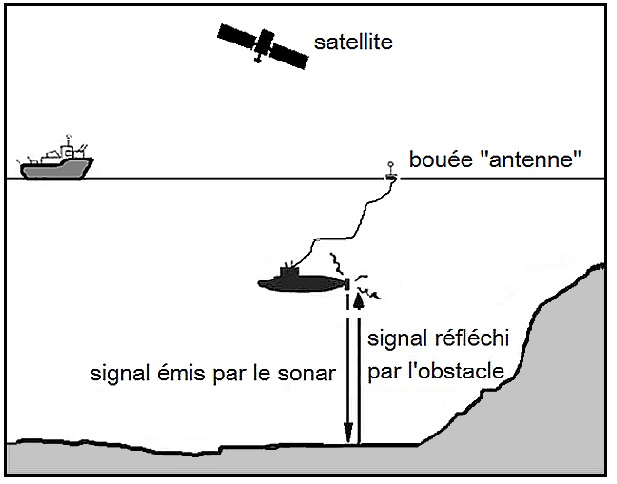 satellite
bouée "antenne"
signal réfléchi
par l'obstacle
signal émis par le sonar